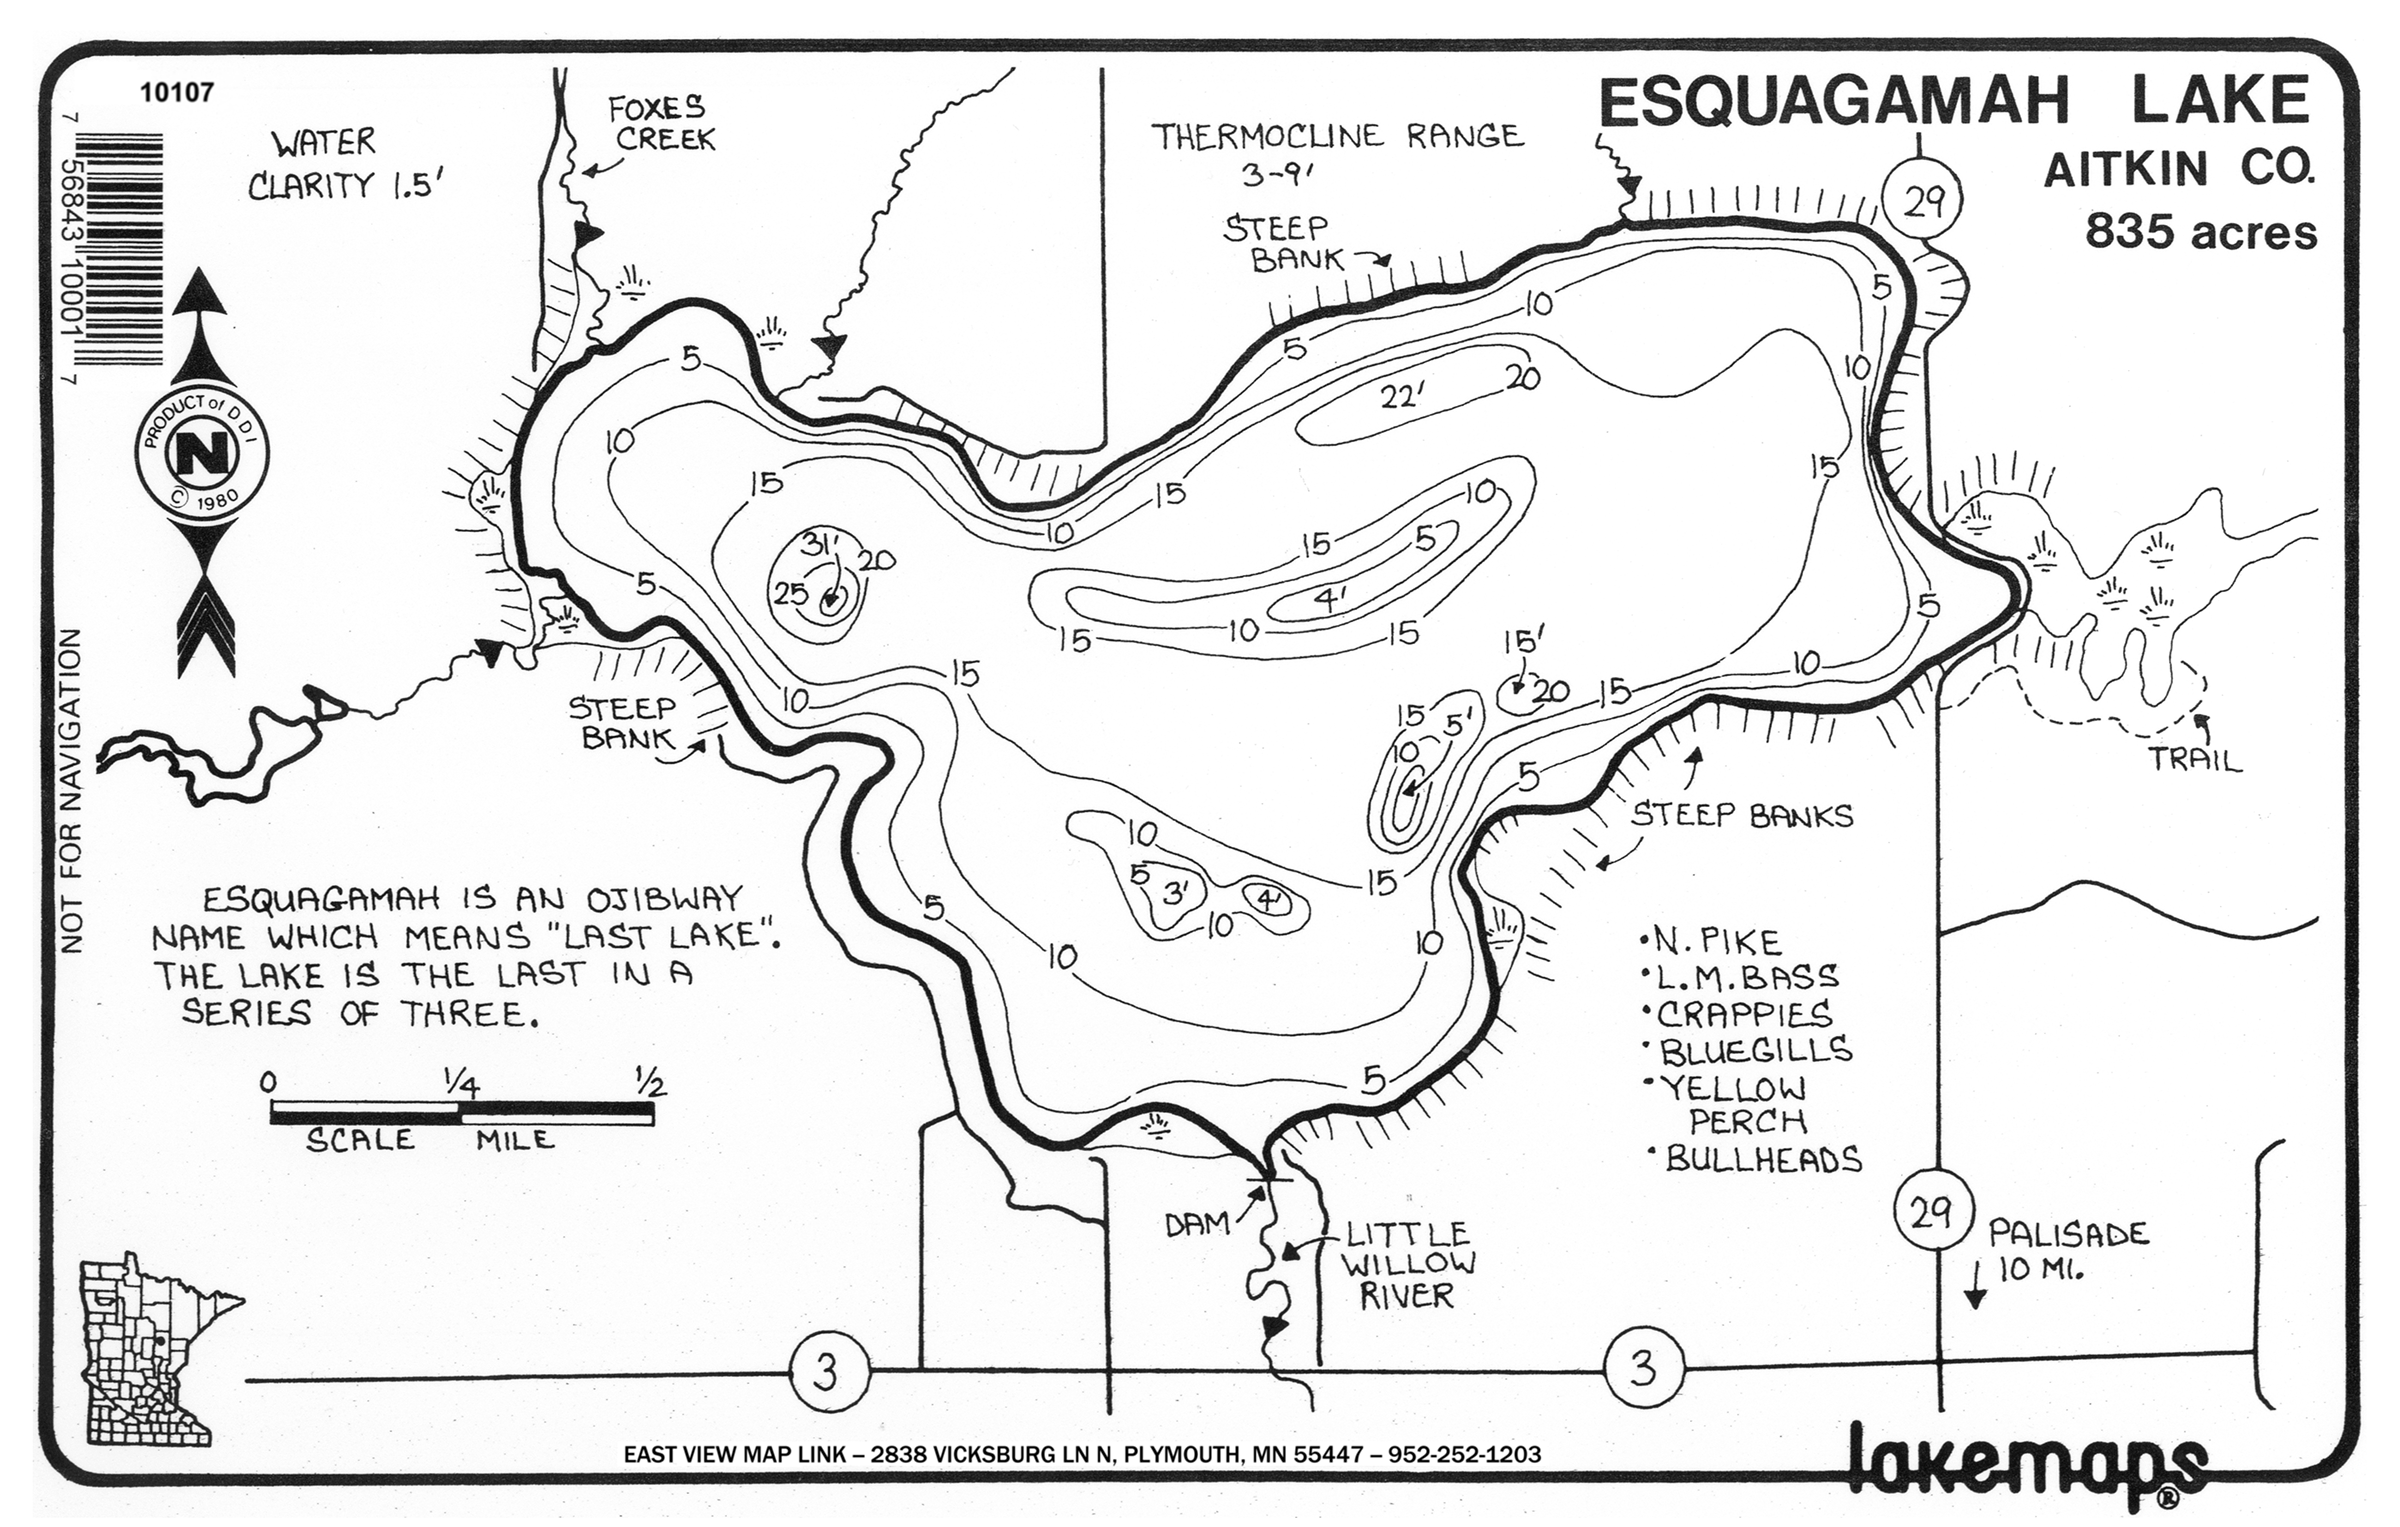 10107
7 56843 10001 7
WATER
CLARITY 1.5'
FOXES
CREEK
THERMOCLINE RANGE
3-9'
ESQUAGAMAH LAKE
AITKIN CO.
835 acres
29
STEEP
BANK
5
10
5
5
10
22'
20
10
5
10
15
15
15
10
15
10
5
31'
20
25
4'
15
10
15
5
5
15'
20
15
10
15
10
15
5'
10
5
STEEP
BANK
TRAIL
STEEP BANKS
10
5
3'
4'
10
15
5
10
10
5
PRODUCT of DDI
N
© 1980
NOT FOR NAVIGATION
ESQUAGAMAH IS AN OJIBWAY
NAME WHICH MEANS "LAST LAKE".
THE LAKE IS THE LAST IN A
SERIES OF THREE.
0 1/4 1/2
SCALE MILE
•N. PIKE
•L.M. BASS
•CRAPPIES
•BLUEGILLS
•YELLOW
PERCH
•BULLHEADS
DAM
LITTLE
WILLOW
RIVER
29
PALISADE
10 MI.
3
3
EAST VIEW MAP LINK – 2838 VICKSBURG LN N, PLYMOUTH, MN 55447 – 952-252-1203
lakemaps®